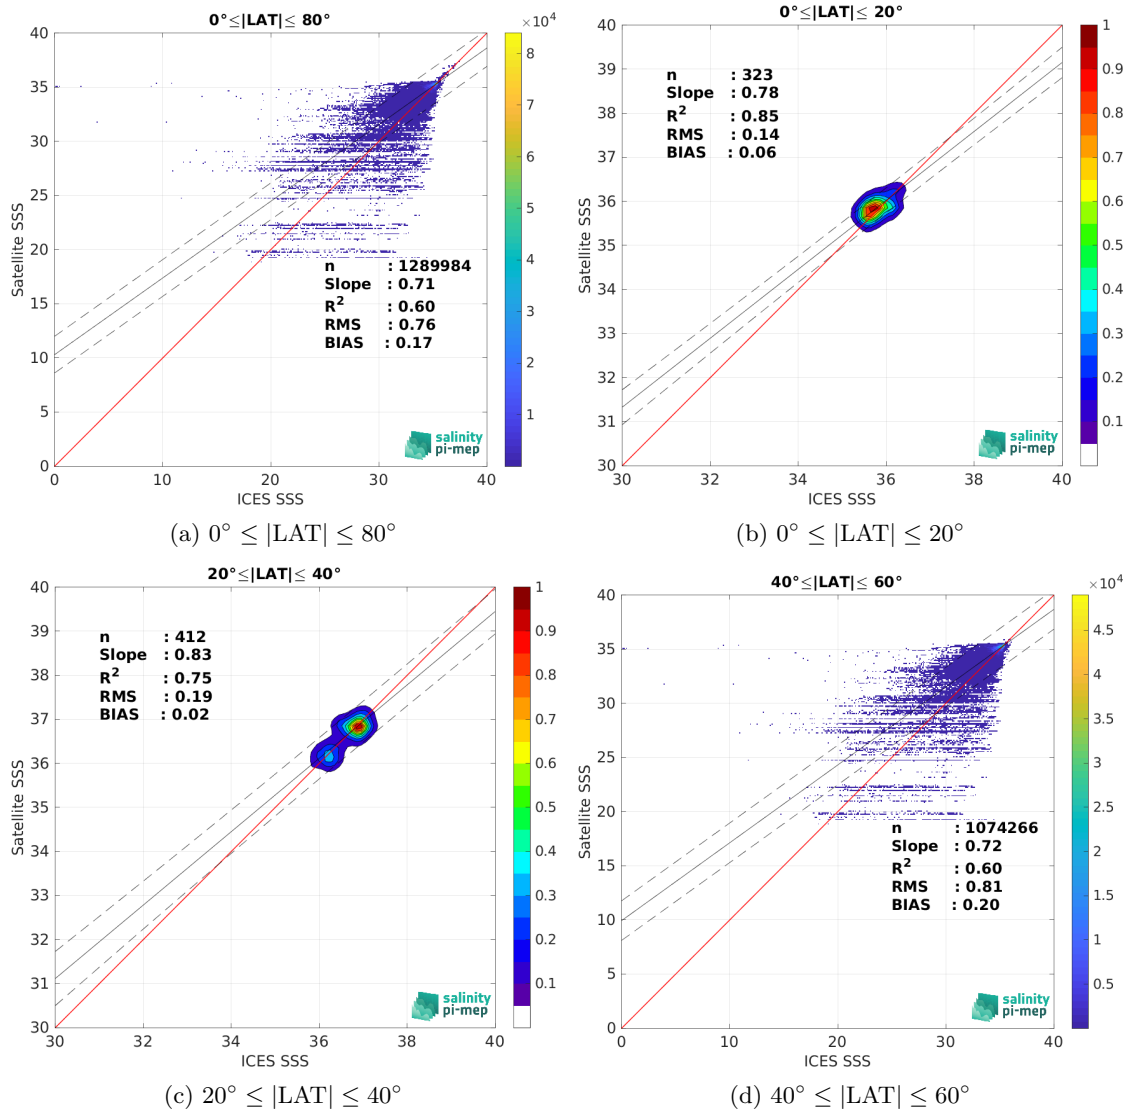 0°≤|LAT|≤ 80°
×10⁴
40
35
30
25
20
15
10
5
0
0
10
20
30
40
Satellite SSS
ICES SSS
n : 1289984
Slope : 0.71
R² : 0.60
RMS : 0.76
BIAS : 0.17
salinity
pi-mep
8
7
6
5
4
3
2
1
(a) 0° ≤ |LAT| ≤ 80°
0°≤|LAT|≤ 20°
40
39
38
37
36
35
34
33
32
31
30
30
32
34
36
38
40
Satellite SSS
ICES SSS
n : 323
Slope : 0.78
R² : 0.85
RMS : 0.14
BIAS : 0.06
salinity
pi-mep
1
0.9
0.8
0.7
0.6
0.5
0.4
0.3
0.2
0.1
(b) 0° ≤ |LAT| ≤ 20°
20°≤|LAT|≤ 40°
40
39
38
37
36
35
34
33
32
31
30
30
32
34
36
38
40
Satellite SSS
ICES SSS
n : 412
Slope : 0.83
R² : 0.75
RMS : 0.19
BIAS : 0.02
salinity
pi-mep
1
0.9
0.8
0.7
0.6
0.5
0.4
0.3
0.2
0.1
(c) 20° ≤ |LAT| ≤ 40°
40°≤|LAT|≤ 60°
×10⁴
40
35
30
25
20
15
10
5
0
0
10
20
30
40
Satellite SSS
ICES SSS
n : 1074266
Slope : 0.72
R² : 0.60
RMS : 0.81
BIAS : 0.20
salinity
pi-mep
4.5
4
3.5
3
2.5
2
1.5
1
0.5
(d) 40° ≤ |LAT| ≤ 60°